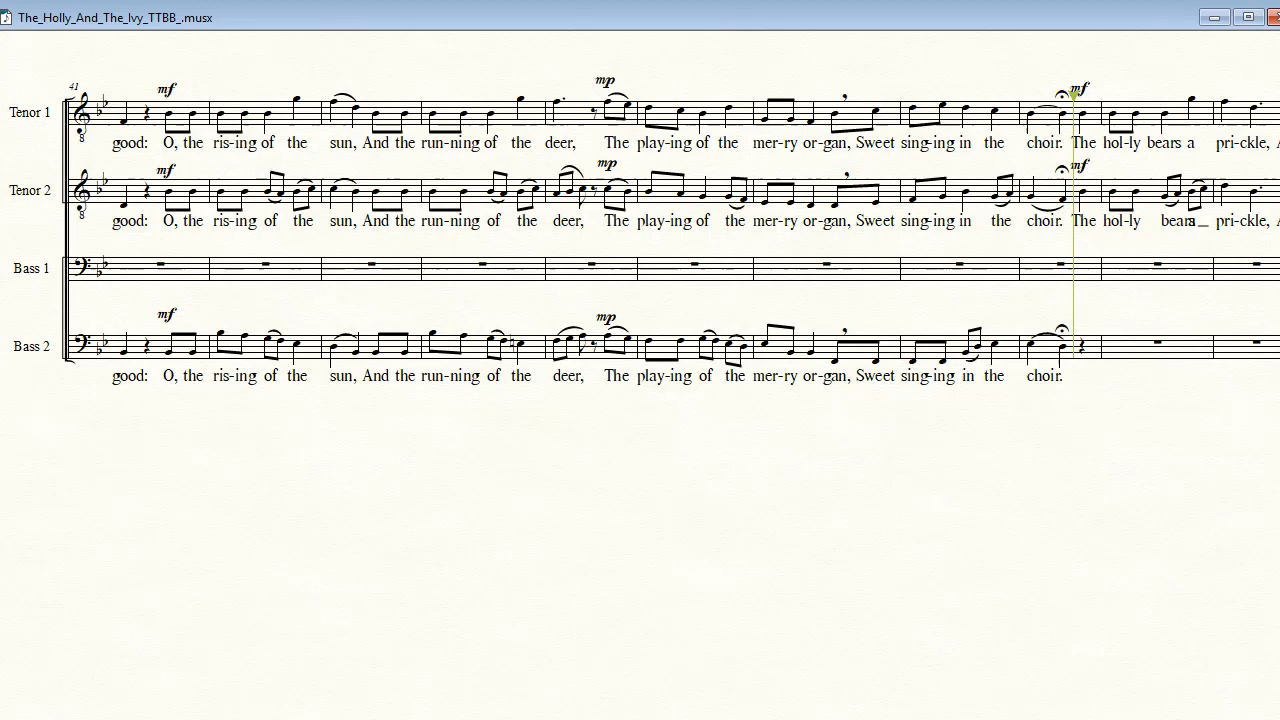 The_Holly_And_The_Ivy_TTBB_.musx
41
mf
mp
mf
Tenor 1
good: O, the ris-ing of the sun, And the run-ning of the deer, The play-ing of the mer-ry or-gan, Sweet sing-ing in the choir. The hol-ly bears a pri-ckle, A
mf
mp
mf
Tenor 2
good: O, the ris-ing of the sun, And the run-ning of the deer, The play-ing of the mer-ry or-gan, Sweet sing-ing in the choir. The hol-ly bears a_ pri-ckle, A
Bass 1
mf
mp
Bass 2
good: O, the ris-ing of the sun, And the run-ning of the deer, The play-ing of the mer-ry or-gan, Sweet sing-ing in the choir.